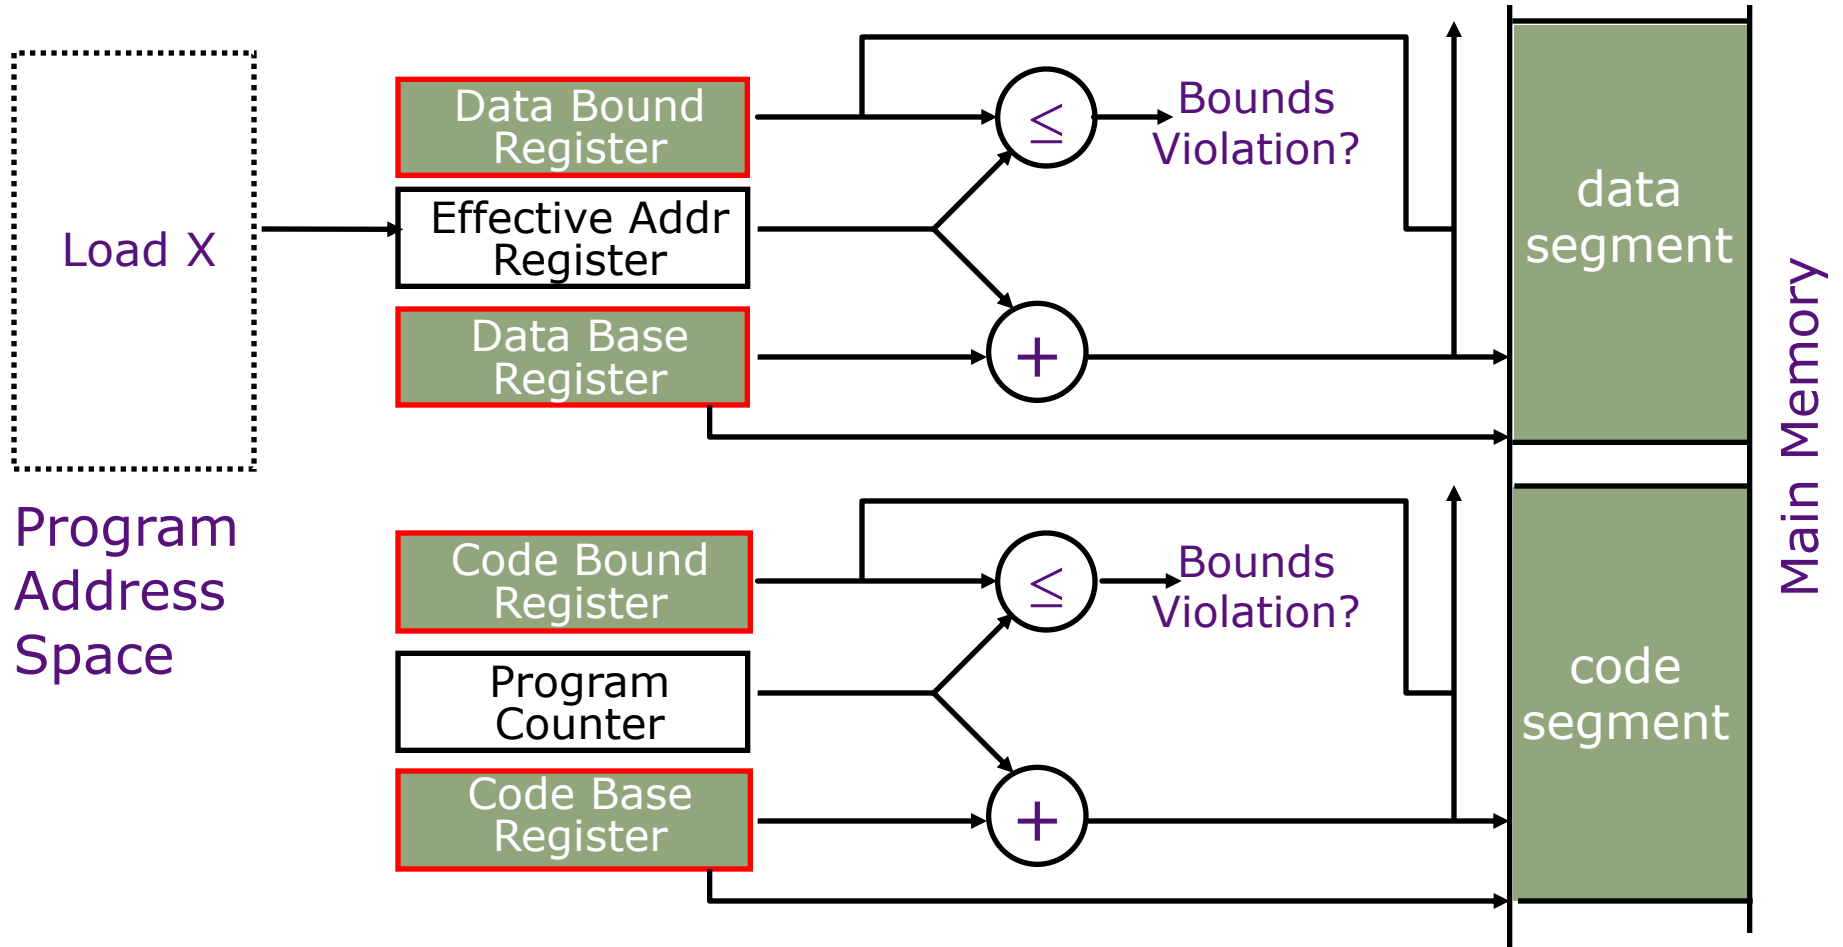 Load X
Program
Address
Space
Data Bound
Register
Effective Addr
Register
Data Base
Register
≤
Bounds
Violation?
+
data
segment
Code Bound
Register
Program
Counter
Code Base
Register
≤
Bounds
Violation?
+
code
segment
Main Memory